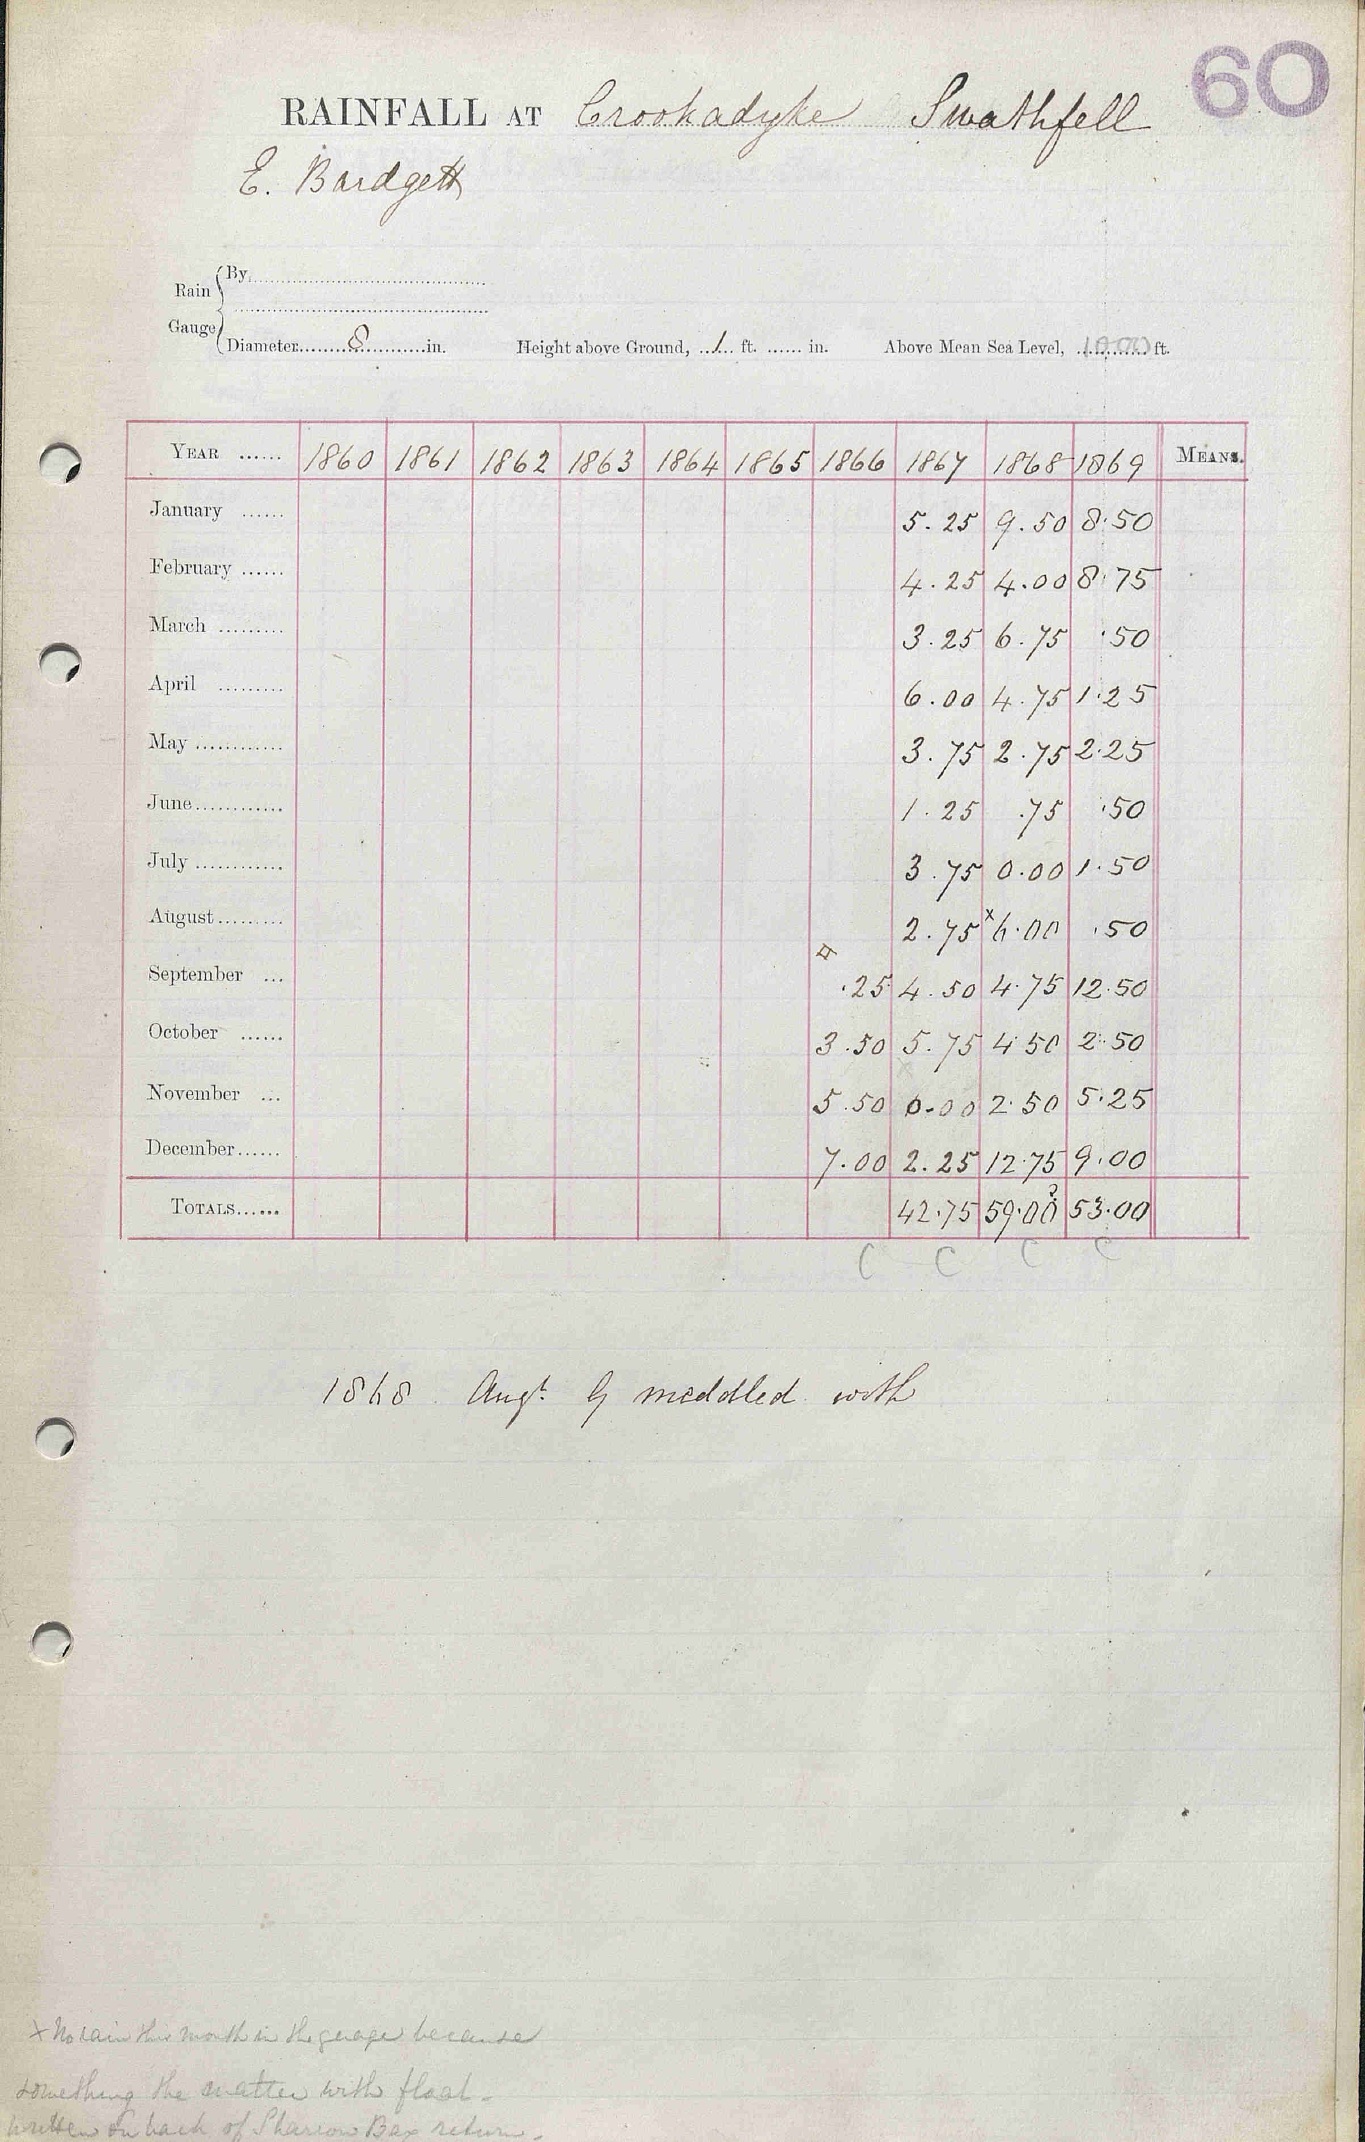 60
RAINFALL AT Crookadyke Swathfell
E. Bardgett
Rain Gauge
By
Diameter 8 in. Height above Ground, 1 ft. in. Above Mean Sea Level, 1000 ft.
YEAR 1860 1861 1862 1863 1864 1865 1866 1867 1868 1869 MEANS.
January 5.25 9.50 8.50
February 4.25 4.00 8.75
March 3.25 6.75 .50
April 6.00 4.75 1.25
May 3.75 2.75 2.25
June 1.25 .75 .50
July 3.75 0.00 1.50
August 2.75 x6.00 .50
September .25 4.50 4.75 12.50
October 3.50 5.75 4.50 2.50
November 5.50 0.00 2.50 5.25
December 7.00 2.25 12.75 9.00
TOTALS 42.75 59.00? 53.00
C C C C
1868 Augt. G meddled with
x No rain this month in the guage because
something the matter with float -
written on back of Sharrow Bay return -